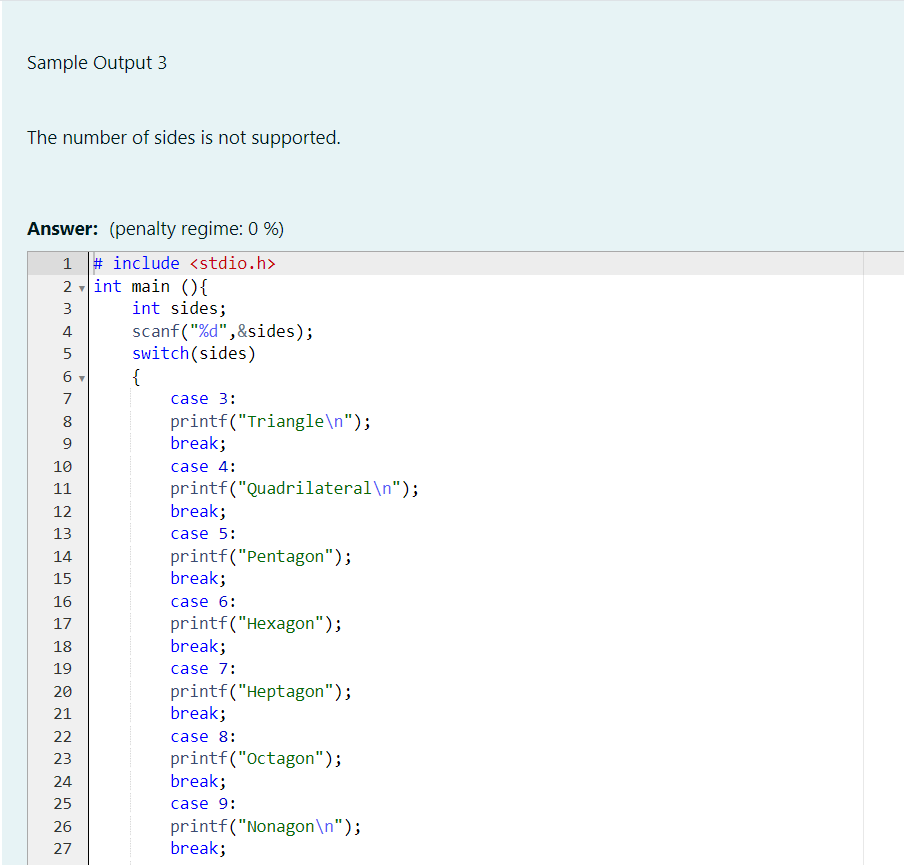 Sample Output 3
The number of sides is not supported.
Answer: (penalty regime: 0 %)
1 # include <stdio.h>
2 int main (){
3     int sides;
4     scanf("%d",&sides);
5     switch(sides)
6     {
7         case 3:
8         printf("Triangle\n");
9         break;
10         case 4:
11         printf("Quadrilateral\n");
12         break;
13         case 5:
14         printf("Pentagon");
15         break;
16         case 6:
17         printf("Hexagon");
18         break;
19         case 7:
20         printf("Heptagon");
21         break;
22         case 8:
23         printf("Octagon");
24         break;
25         case 9:
26         printf("Nonagon\n");
27         break;